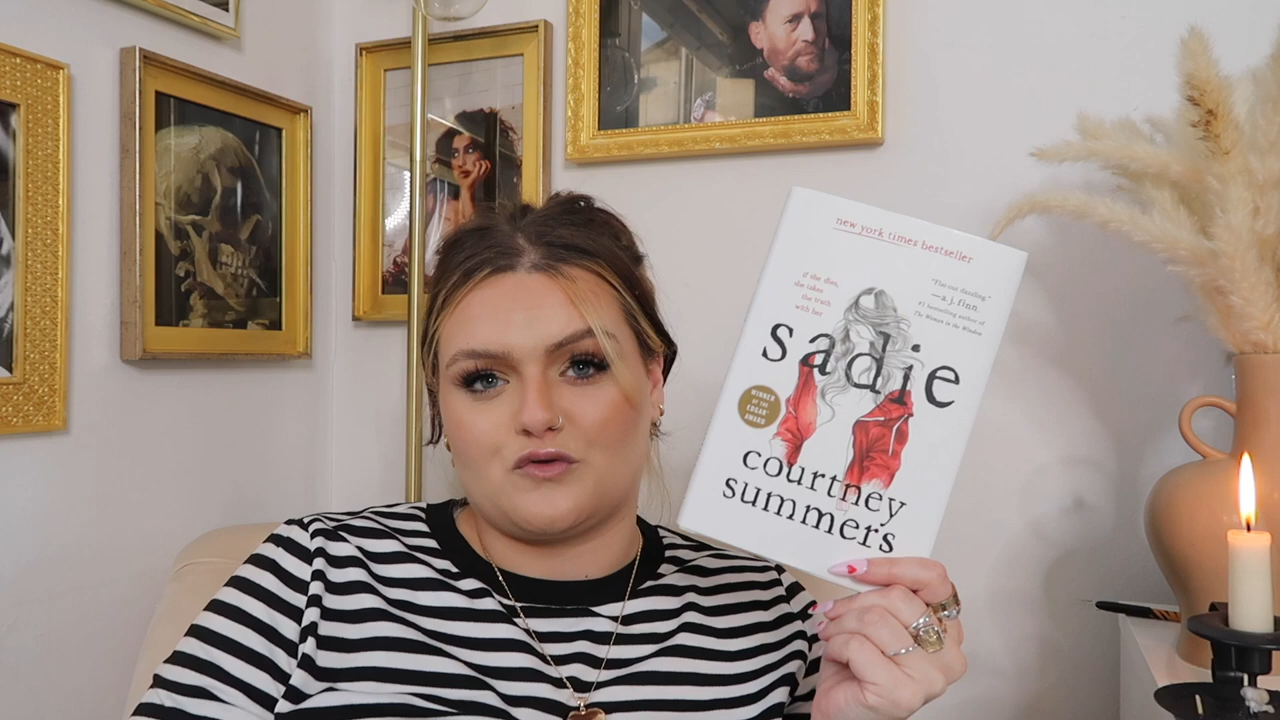 new york times bestseller
if she dies,
she takes
the truth
with her
"Flat-out dazzling."
—a. j. finn,
#1 bestselling author of
The Woman in the Window
sadie
WINNER
OF THE
EDGAR
AWARD
courtney
summers